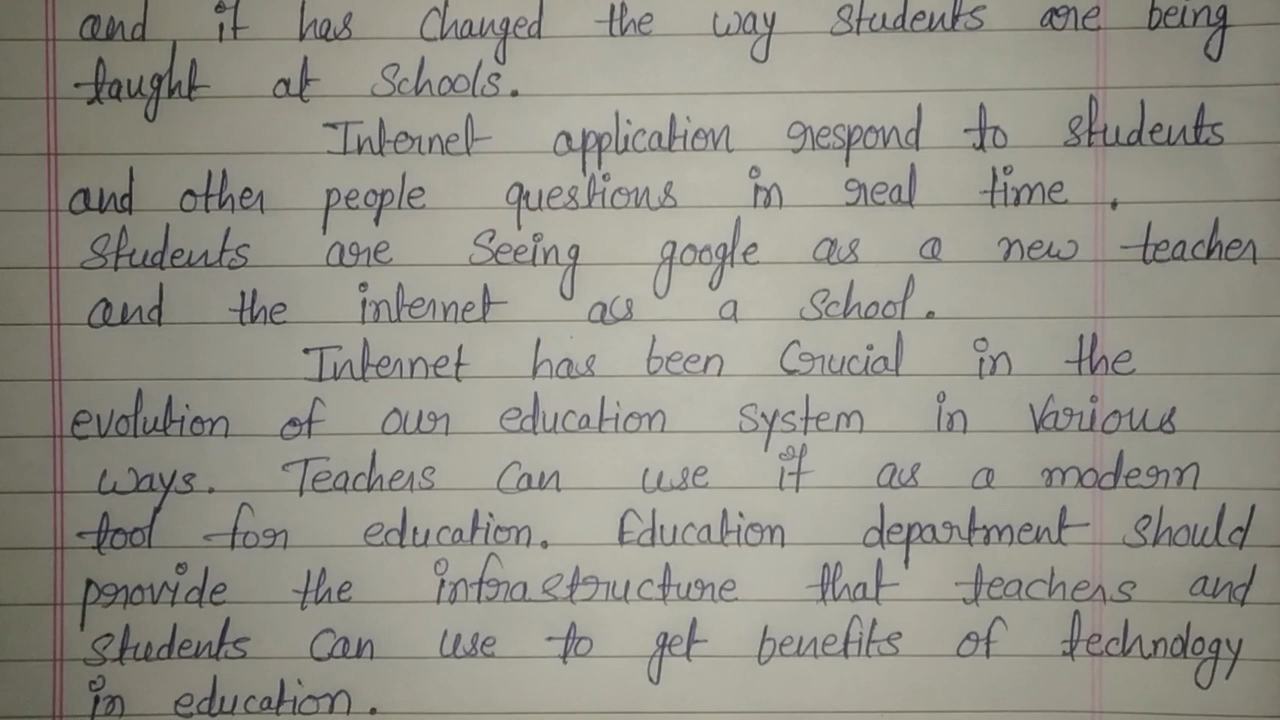 and it has changed the way students are being
taught at Schools.
Internet application respond to students
and other people questions in real time .
Students are Seeing google as a new teacher
and the internet as a School.
Internet has been Crucial in the
evolution of our education system in various
ways. Teachers can use it as a modern
tool for education. Education department should
provide the infrastructure that teachers and
students can use to get benefits of technology
in education.